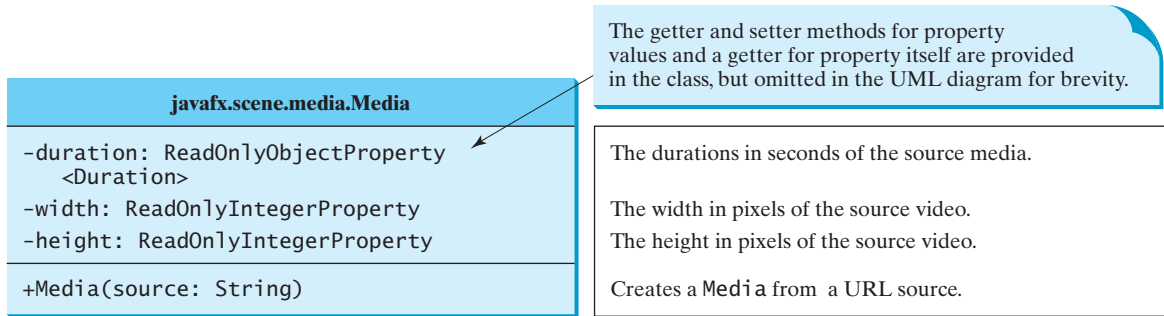 The getter and setter methods for property
values and a getter for property itself are provided
in the class, but omitted in the UML diagram for brevity.
javafx.scene.media.Media
-duration: ReadOnlyObjectProperty
<Duration>
The durations in seconds of the source media.
-width: ReadOnlyIntegerProperty
The width in pixels of the source video.
-height: ReadOnlyIntegerProperty
The height in pixels of the source video.
+Media(source: String)
Creates a Media from a URL source.